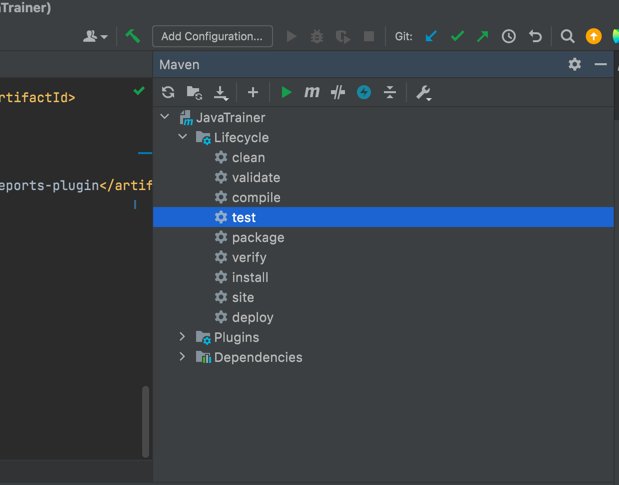 aTrainer)
Add Configuration...
Git:
Maven
m
rtifactId>
JavaTrainer
Lifecycle
clean
validate
compile
eports-plugin</artif
test
package
verify
install
site
deploy
Plugins
Dependencies